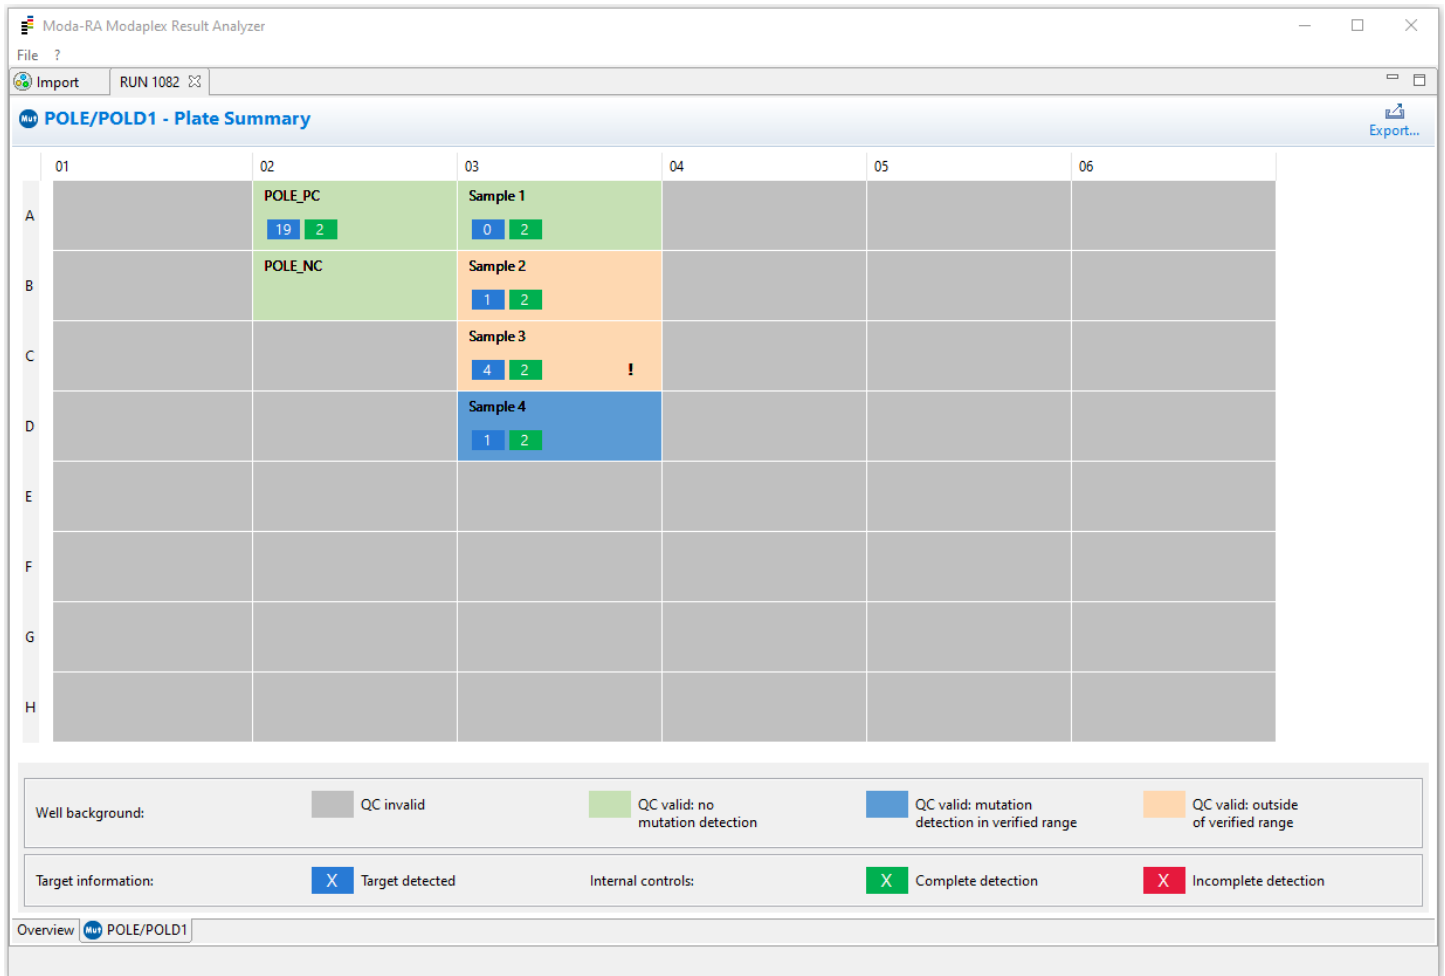 Moda-RA Modaplex Result Analyzer
File ?
Import RUN 1082
Mut POLE/POLD1 - Plate Summary
Export...
01 02 03 04 05 06
A
POLE_PC
19 2
Sample 1
0 2
B
POLE_NC
Sample 2
1 2
C
Sample 3
4 2 !
D
Sample 4
1 2
E
F
G
H
Well background:
QC invalid
QC valid: no
mutation detection
QC valid: mutation
detection in verified range
QC valid: outside
of verified range
Target information:
X Target detected
Internal controls:
X Complete detection
X Incomplete detection
Overview Mut POLE/POLD1